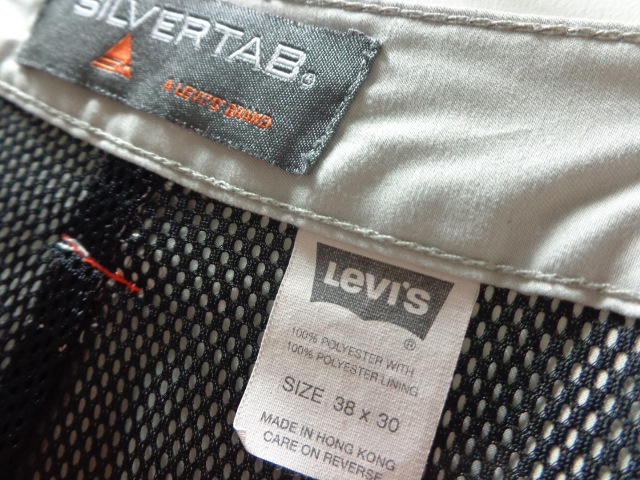 SILVERTAB®
A LEVI'S® BRAND
LEVI'S
®
100% POLYESTER WITH
100% POLYESTER LINING
SIZE 38 x 30
MADE IN HONG KONG
CARE ON REVERSE